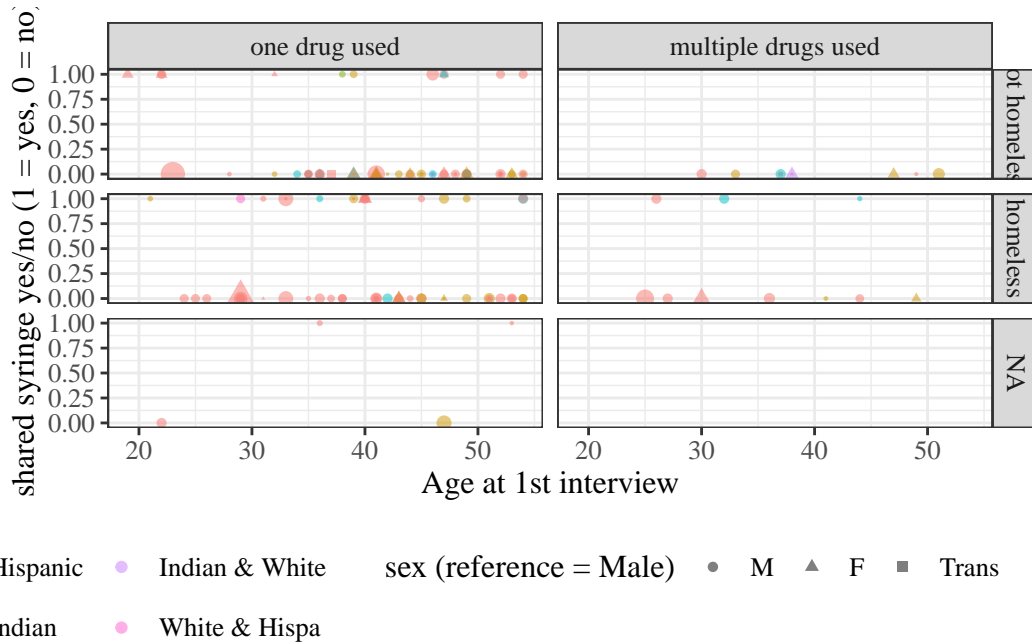 one drug used
multiple drugs used
shared syringe yes/no (1 = yes, 0 = no)
1.00
0.75
0.50
0.25
0.00
ot homeles
1.00
0.75
0.50
0.25
0.00
homeless
1.00
0.75
0.50
0.25
0.00
NA
20 30 40 50
20 30 40 50
Age at 1st interview
Hispanic
Indian & White
sex (reference = Male)
M
F
Trans
ndian
White & Hispa